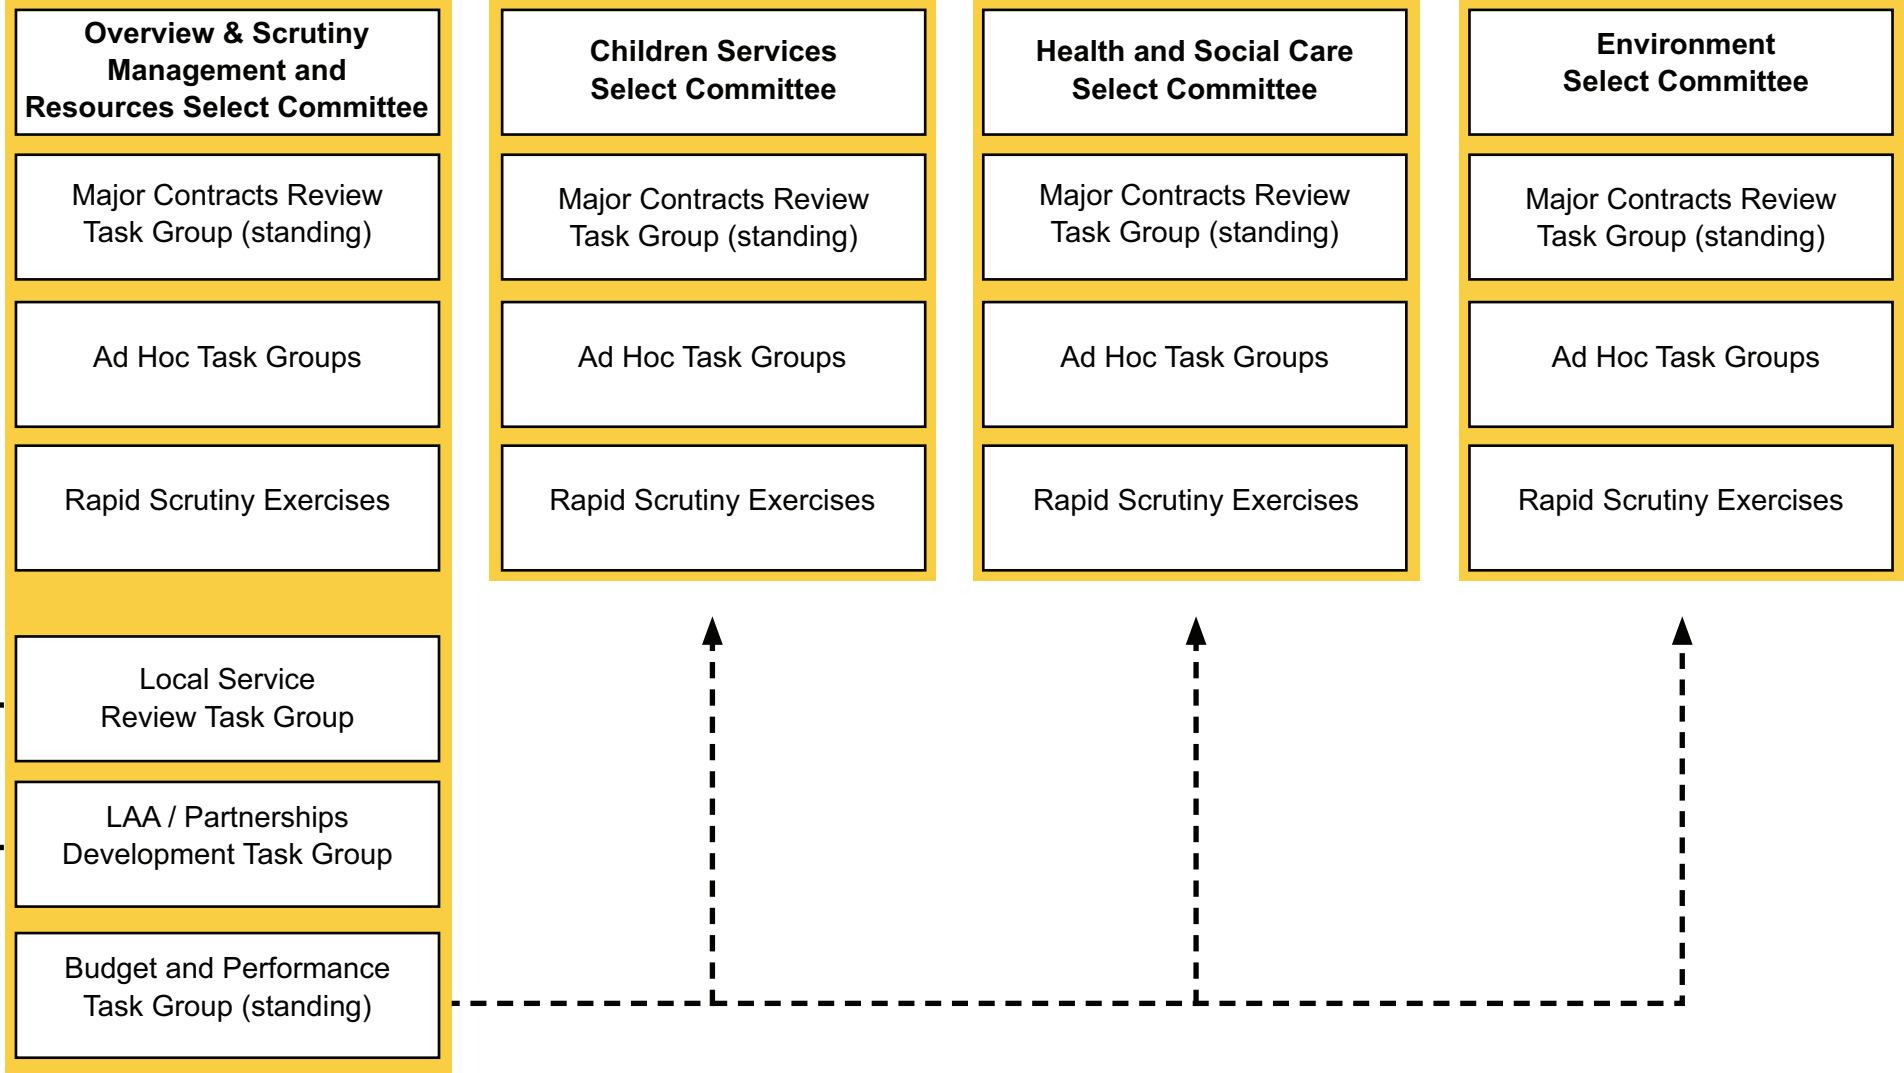 Overview & Scrutiny
Management and
Resources Select Committee
Major Contracts Review
Task Group (standing)
Ad Hoc Task Groups
Rapid Scrutiny Exercises
Local Service
Review Task Group
LAA / Partnerships
Development Task Group
Budget and Performance
Task Group (standing)
Children Services
Select Committee
Major Contracts Review
Task Group (standing)
Ad Hoc Task Groups
Rapid Scrutiny Exercises
Health and Social Care
Select Committee
Major Contracts Review
Task Group (standing)
Ad Hoc Task Groups
Rapid Scrutiny Exercises
Environment
Select Committee
Major Contracts Review
Task Group (standing)
Ad Hoc Task Groups
Rapid Scrutiny Exercises